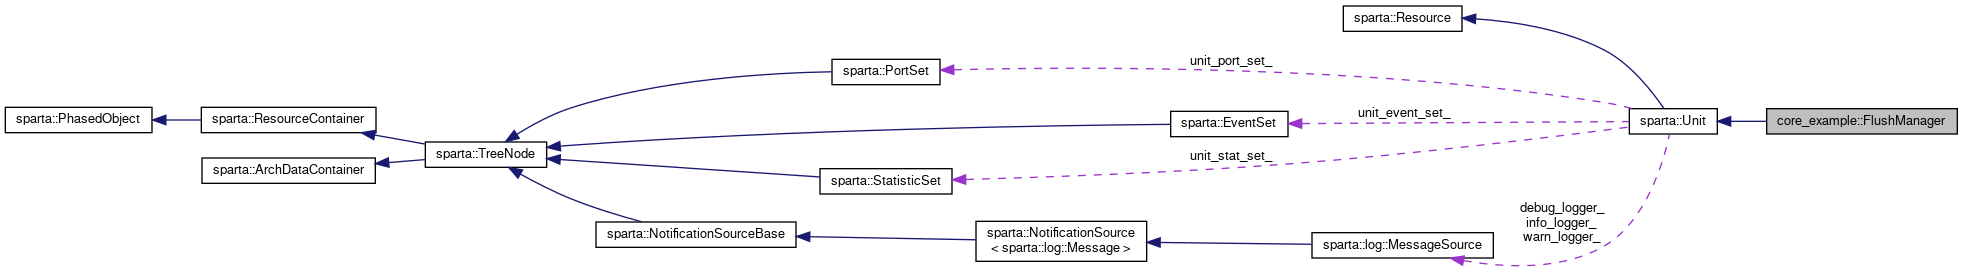 sparta::Resource
unit_port_set_
sparta::PortSet
sparta::PhasedObject
sparta::ResourceContainer
unit_event_set_
sparta::EventSet
sparta::Unit
core_example::FlushManager
sparta::TreeNode
unit_stat_set_
sparta::ArchDataContainer
sparta::StatisticSet
debug_logger_
info_logger_
warn_logger_
sparta::NotificationSourceBase
sparta::NotificationSource
< sparta::log::Message >
sparta::log::MessageSource